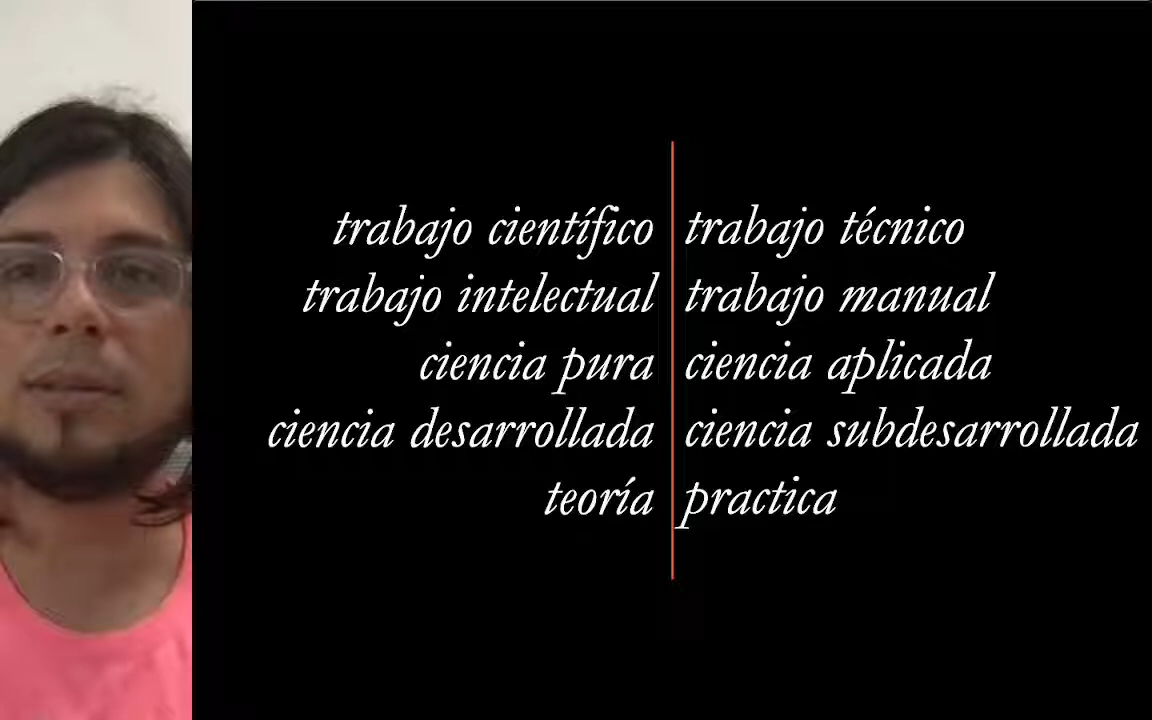 trabajo científico trabajo técnico
trabajo intelectual trabajo manual
ciencia pura ciencia aplicada
ciencia desarrollada ciencia subdesarrollada
teoría practica